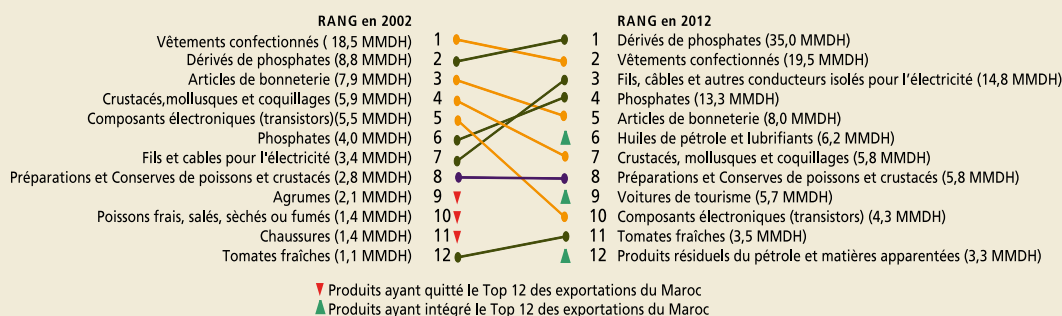 RANG en 2002
Vêtements confectionnés ( 18,5 MMDH) 1
Dérivés de phosphates (8,8 MMDH) 2
Articles de bonneterie (7,9 MMDH) 3
Crustacés,mollusques et coquillages (5,9 MMDH) 4
Composants électroniques (transistors)(5,5 MMDH) 5
Phosphates (4,0 MMDH) 6
Fils et cables pour l'électricité (3,4 MMDH) 7
Préparations et Conserves de poissons et crustacés (2,8 MMDH) 8
Agrumes (2,1 MMDH) 9
Poissons frais, salés, sèchés ou fumés (1,4 MMDH) 10
Chaussures (1,4 MMDH) 11
Tomates fraîches (1,1 MMDH) 12
RANG en 2012
1 Dérivés de phosphates (35,0 MMDH)
2 Vêtements confectionnés (19,5 MMDH)
3 Fils, câbles et autres conducteurs isolés pour l'électricité (14,8 MMDH)
4 Phosphates (13,3 MMDH)
5 Articles de bonneterie (8,0 MMDH)
6 Huiles de pétrole et lubrifiants (6,2 MMDH)
7 Crustacés, mollusques et coquillages (5,8 MMDH)
8 Préparations et Conserves de poissons et crustacés (5,8 MMDH)
9 Voitures de tourisme (5,7 MMDH)
10 Composants électroniques (transistors) (4,3 MMDH)
11 Tomates fraîches (3,5 MMDH)
12 Produits résiduels du pétrole et matières apparentées (3,3 MMDH)
Produits ayant quitté le Top 12 des exportations du Maroc
Produits ayant intégré le Top 12 des exportations du Maroc